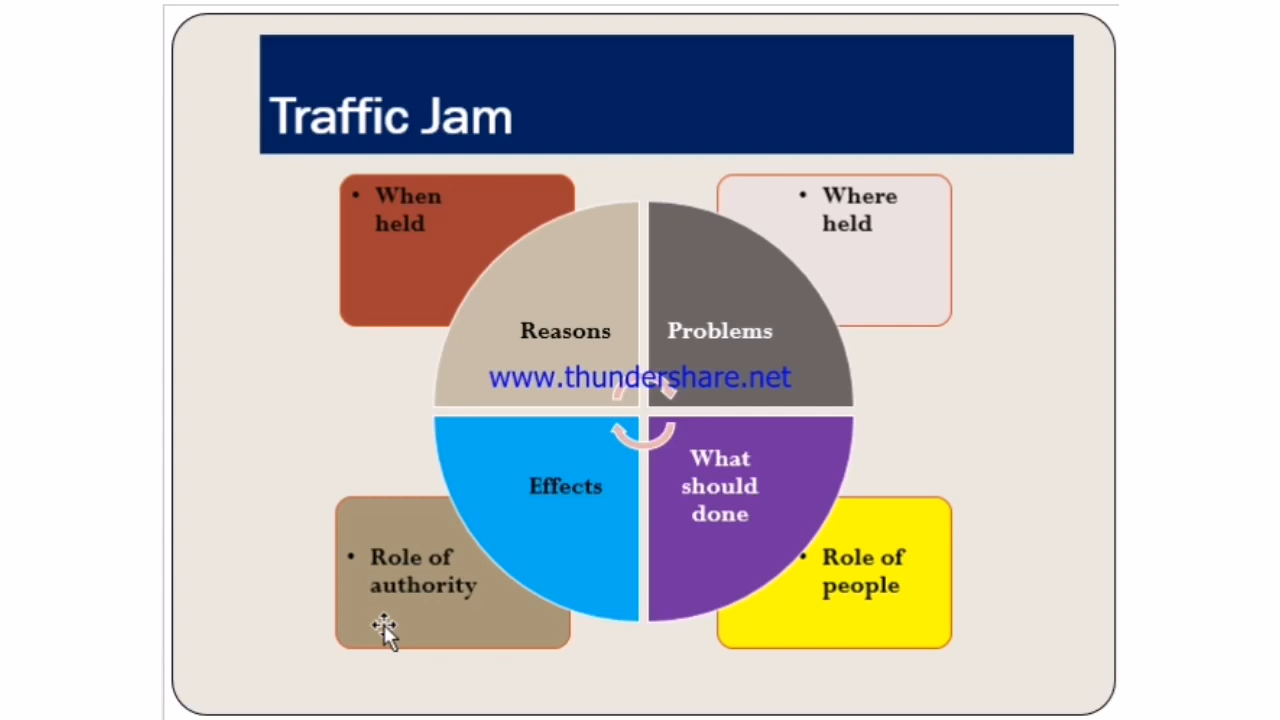 Traffic Jam
• When
held
• Where
held
Reasons
Problems
www.thundershare.net
Effects
What
should
done
• Role of
authority
• Role of
people